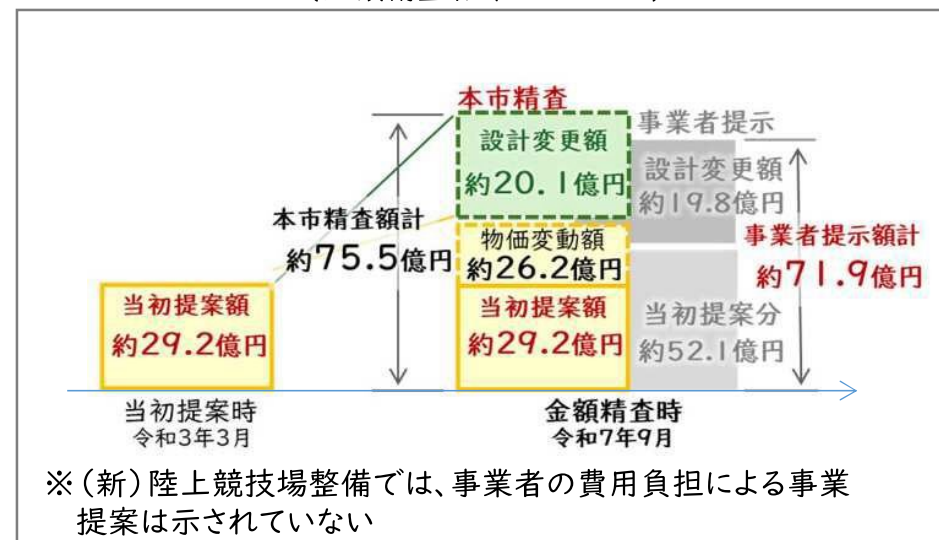 本市精査
設計変更額
約20.1億円
事業者提示
設計変更額
約19.8億円
本市精査額計
約75.5億円
物価変動額
約26.2億円
事業者提示額計
約71.9億円
当初提案額
約29.2億円
当初提案額
約29.2億円
当初提案分
約52.1億円
当初提案時
令和3年3月
金額精査時
令和7年9月
※(新)陸上競技場整備では、事業者の費用負担による事業
提案は示されていない